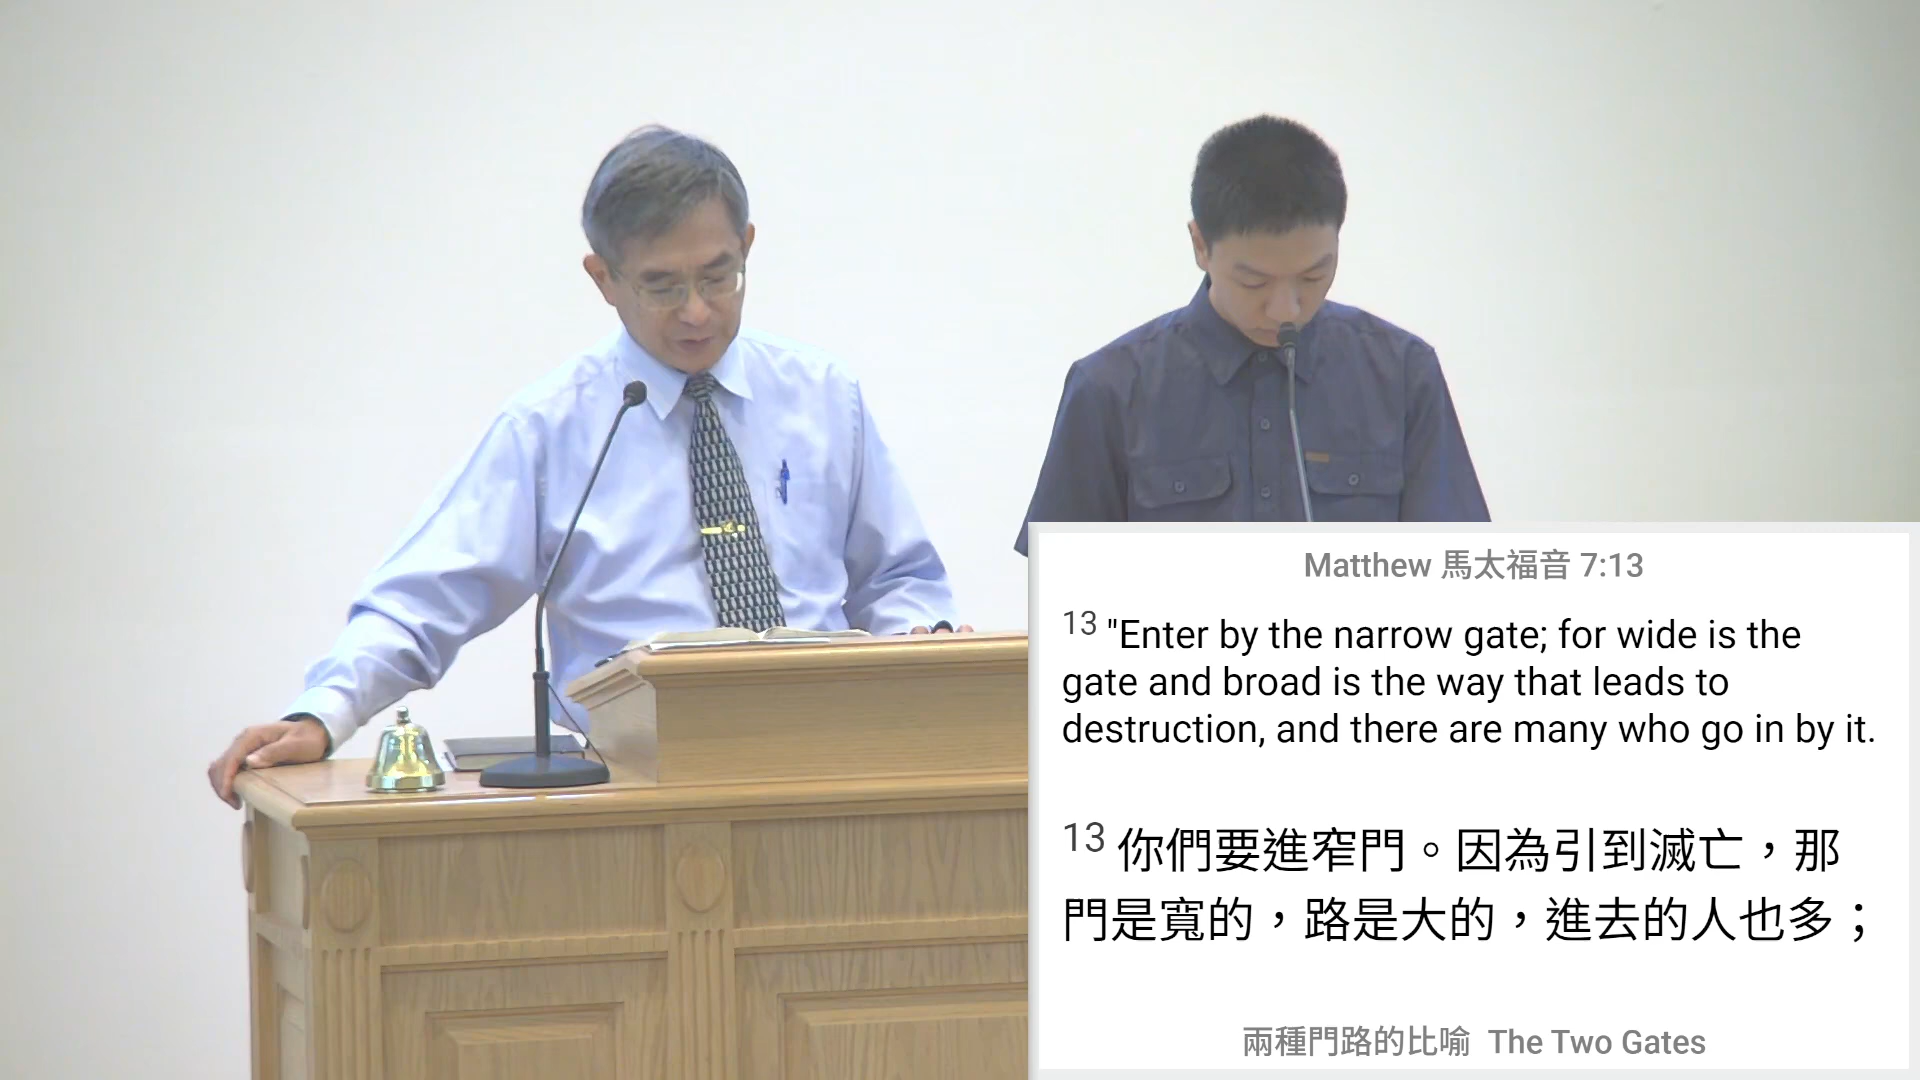 Matthew 馬太福音 7:13
13 "Enter by the narrow gate; for wide is the
gate and broad is the way that leads to
destruction, and there are many who go in by it.
13 你們要進窄門。因為引到滅亡，那
門是寬的，路是大的，進去的人也多；
兩種門路的比喻 The Two Gates